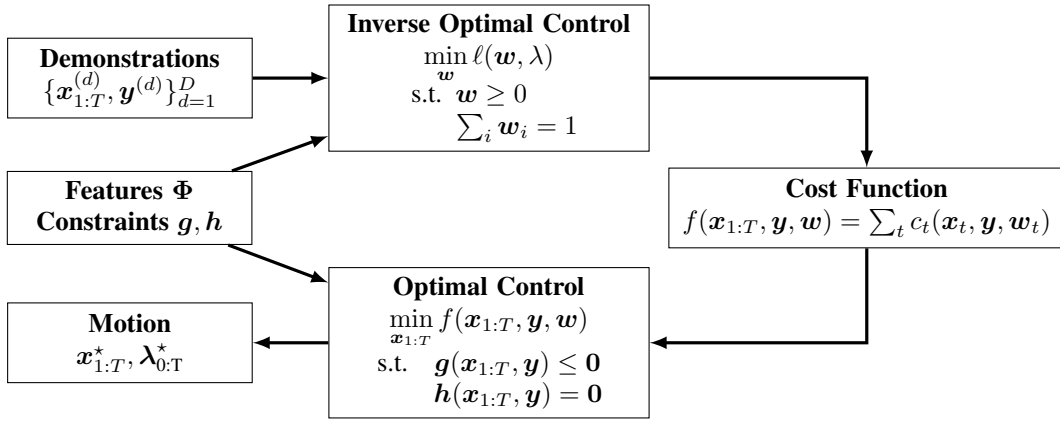 Demonstrations
{x_{1:T}^{(d)}, y^{(d)}}_{d=1}^{D}
Features Φ
Constraints g, h
Inverse Optimal Control
min_w ℓ(w, λ)
s.t. w ≥ 0
∑_i w_i = 1
Cost Function
f(x_{1:T}, y, w) = ∑_t c_t(x_t, y, w_t)
Optimal Control
min_{x_{1:T}} f(x_{1:T}, y, w)
s.t. g(x_{1:T}, y) ≤ 0
h(x_{1:T}, y) = 0
Motion
x^⋆_{1:T}, λ^⋆_{0:T}